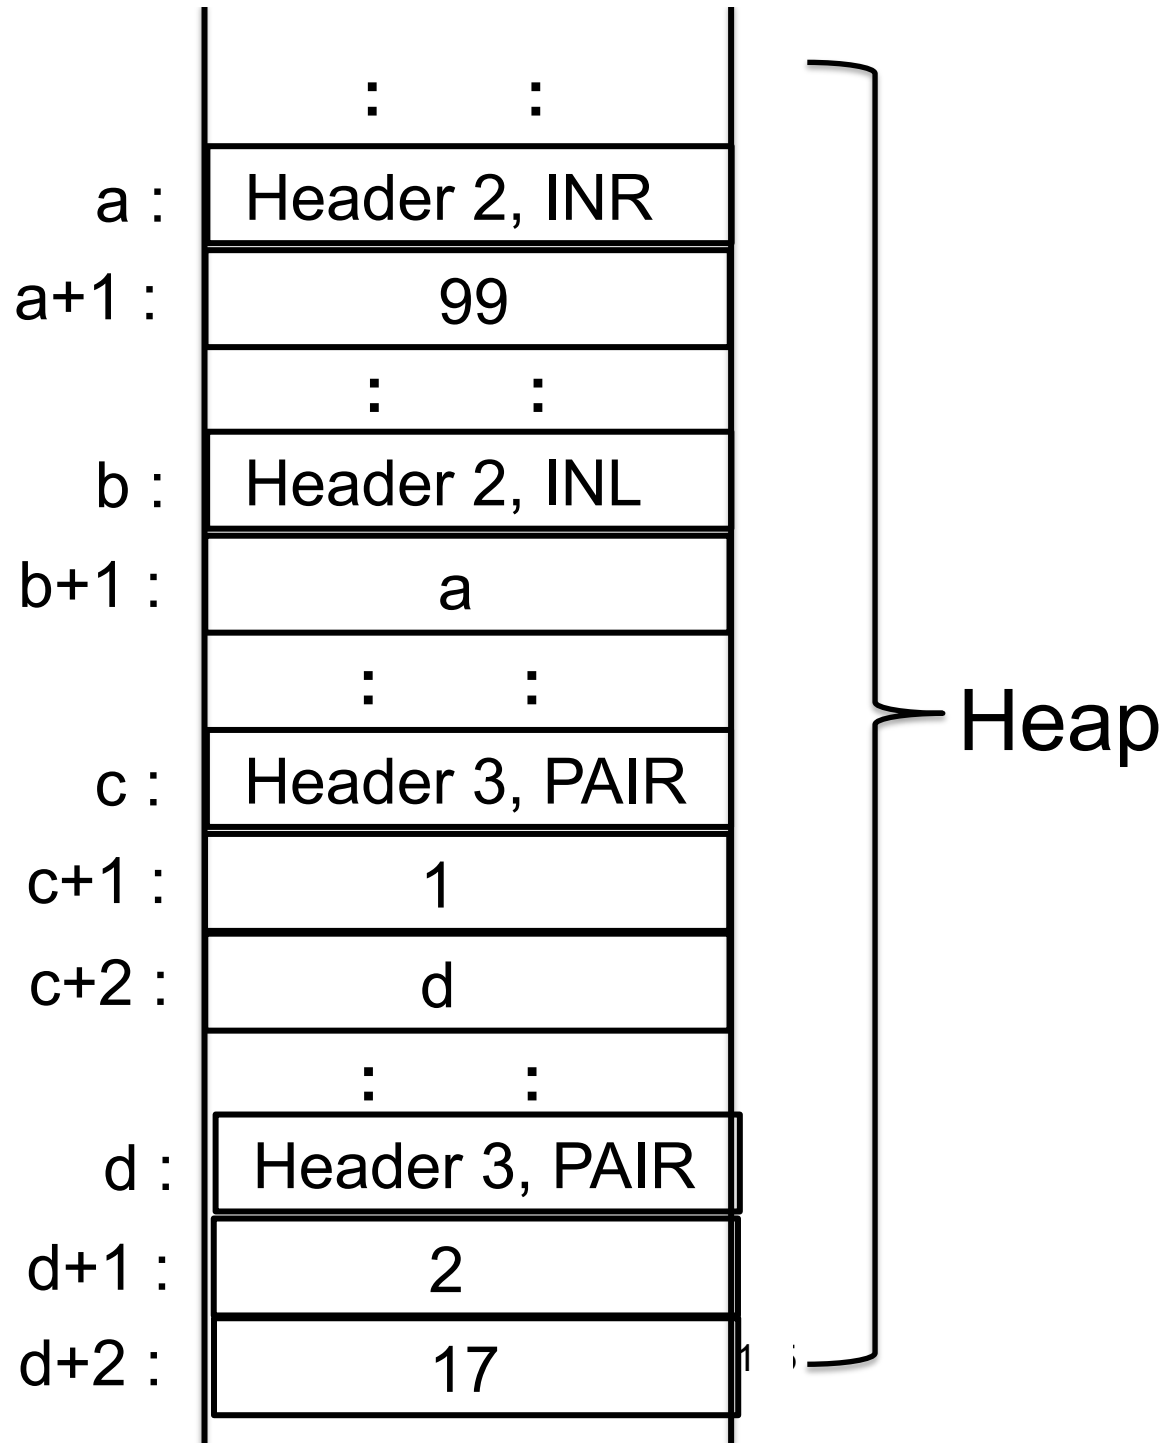 : :
a : Header 2, INR
a+1 : 99
: :
b : Header 2, INL
b+1 : a
: :
Heap
c : Header 3, PAIR
c+1 : 1
c+2 : d
: :
d : Header 3, PAIR
d+1 : 2
d+2 : 17